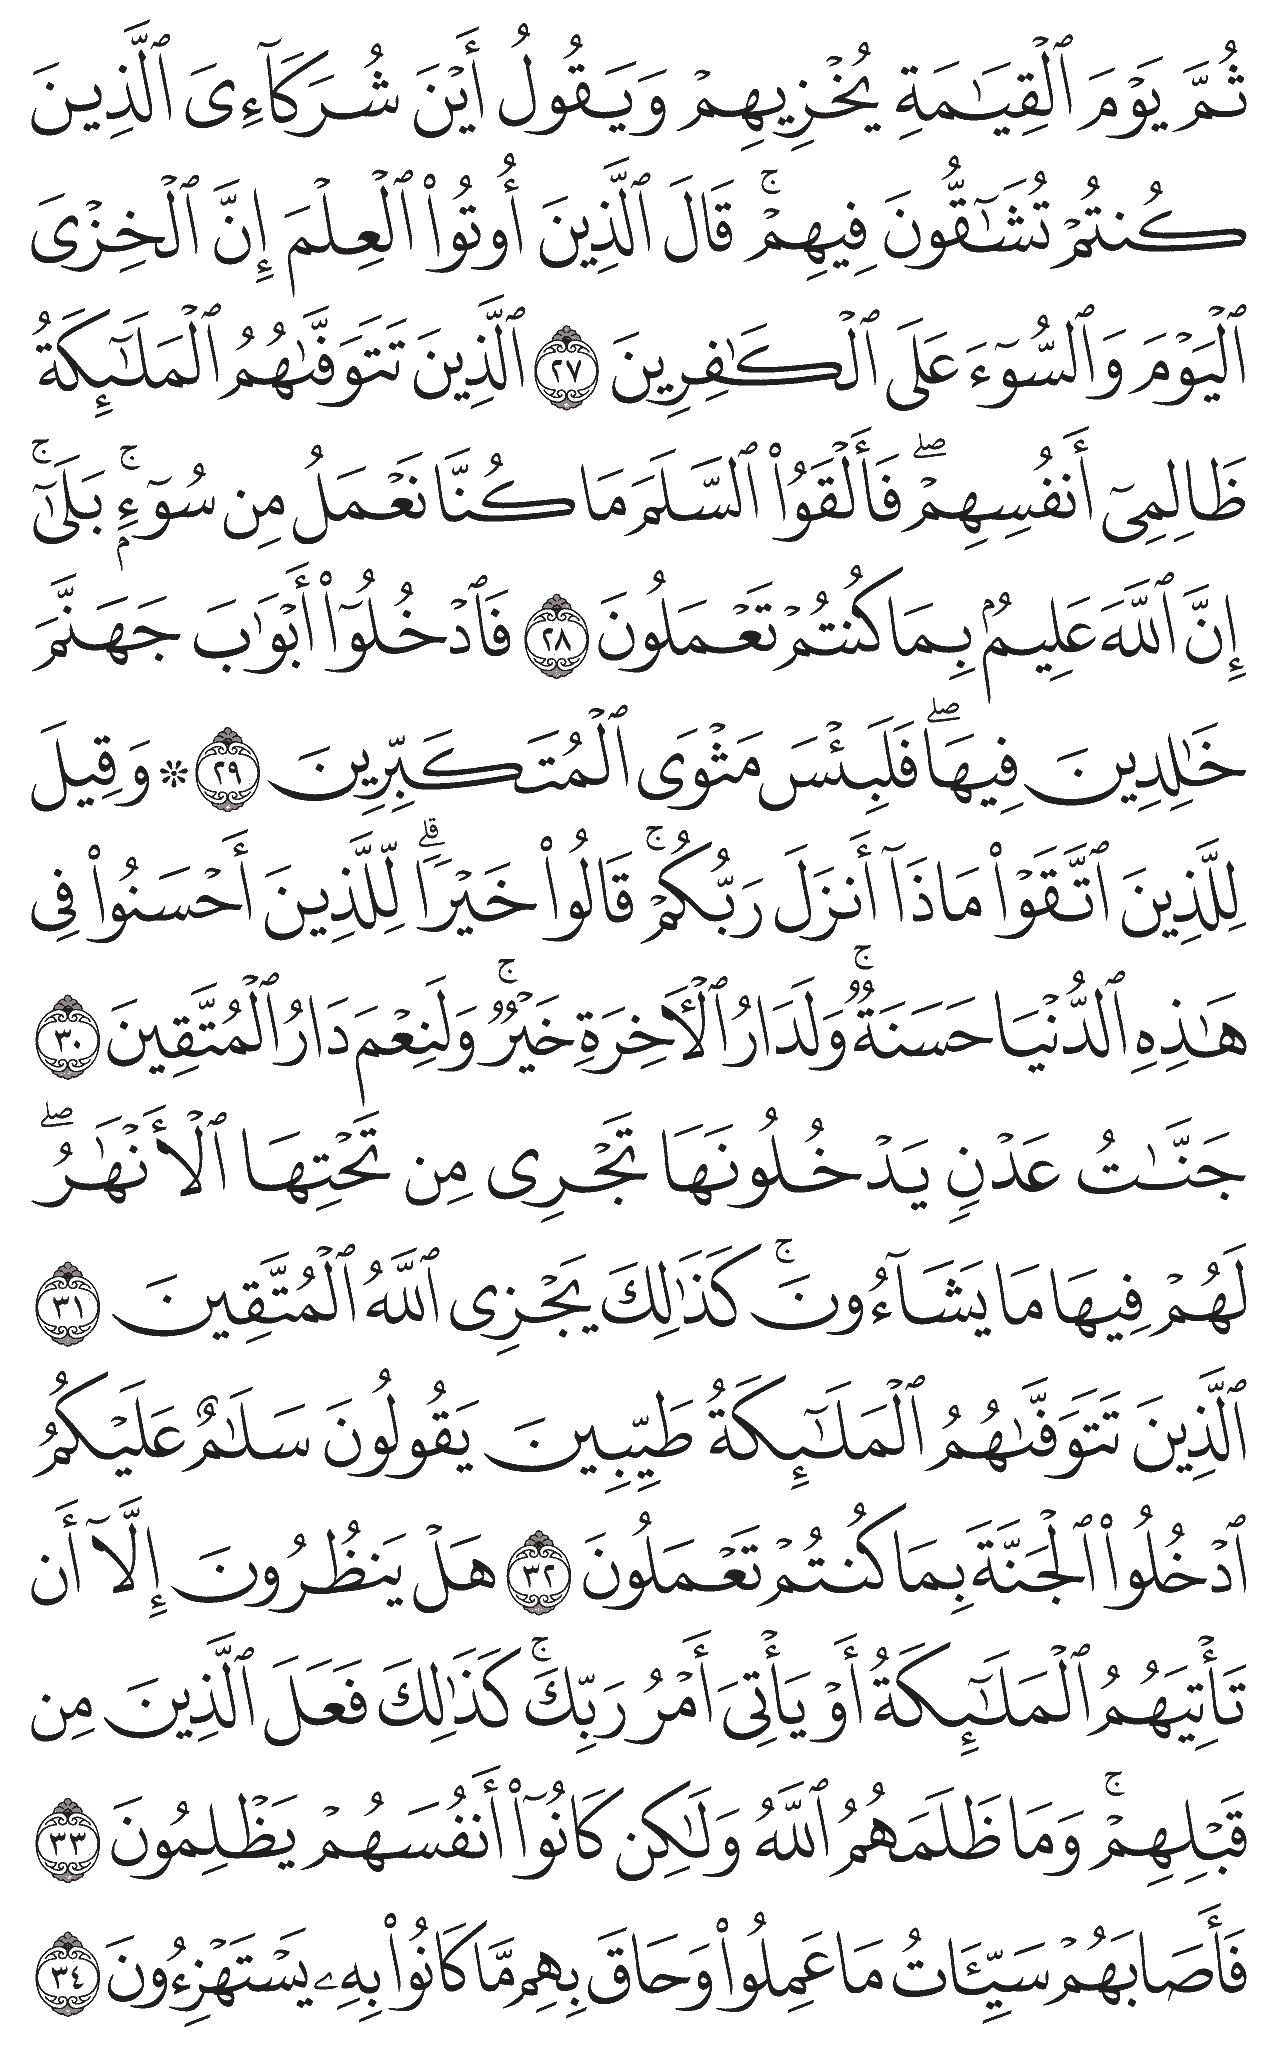 ثُمَّ يَوْمَ ٱلْقِيَـٰمَةِ يُخْزِيهِمْ وَيَقُولُ أَيْنَ شُرَكَآءِىَ ٱلَّذِينَ
كُنتُمْ تُشَـٰٓقُّونَ فِيهِمْ ۚ قَالَ ٱلَّذِينَ أُوتُوا۟ ٱلْعِلْمَ إِنَّ ٱلْخِزْىَ
ٱلْيَوْمَ وَٱلسُّوٓءَ عَلَى ٱلْكَـٰفِرِينَ ٢٧ ٱلَّذِينَ تَتَوَفَّىٰهُمُ ٱلْمَلَـٰٓئِكَةُ
ظَالِمِىٓ أَنفُسِهِمْ ۖ فَأَلْقَوُا۟ ٱلسَّلَمَ مَا كُنَّا نَعْمَلُ مِن سُوٓءٍۭ ۚ بَلَىٰٓ ۚ
إِنَّ ٱللَّهَ عَلِيمٌۢ بِمَا كُنتُمْ تَعْمَلُونَ ٢٨ فَٱدْخُلُوٓا۟ أَبْوَٰبَ جَهَنَّمَ
خَـٰلِدِينَ فِيهَا ۖ فَلَبِئْسَ مَثْوَى ٱلْمُتَكَبِّرِينَ ٢٩ ۞ وَقِيلَ
لِلَّذِينَ ٱتَّقَوْا۟ مَاذَآ أَنزَلَ رَبُّكُمْ ۚ قَالُوا۟ خَيْرًا ۗ لِّلَّذِينَ أَحْسَنُوا۟ فِى
هَـٰذِهِ ٱلدُّنْيَا حَسَنَةٌ ۚ وَلَدَارُ ٱلْـَٔاخِرَةِ خَيْرٌ ۚ وَلَنِعْمَ دَارُ ٱلْمُتَّقِينَ ٣٠
جَنَّـٰتُ عَدْنٍ يَدْخُلُونَهَا تَجْرِى مِن تَحْتِهَا ٱلْأَنْهَـٰرُ ۖ
لَهُمْ فِيهَا مَا يَشَآءُونَ ۚ كَذَٰلِكَ يَجْزِى ٱللَّهُ ٱلْمُتَّقِينَ ٣١
ٱلَّذِينَ تَتَوَفَّىٰهُمُ ٱلْمَلَـٰٓئِكَةُ طَيِّبِينَ يَقُولُونَ سَلَـٰمٌ عَلَيْكُمُ
ٱدْخُلُوا۟ ٱلْجَنَّةَ بِمَا كُنتُمْ تَعْمَلُونَ ٣٢ هَلْ يَنظُرُونَ إِلَّآ أَن
تَأْتِيَهُمُ ٱلْمَلَـٰٓئِكَةُ أَوْ يَأْتِىَ أَمْرُ رَبِّكَ ۚ كَذَٰلِكَ فَعَلَ ٱلَّذِينَ مِن
قَبْلِهِمْ ۚ وَمَا ظَلَمَهُمُ ٱللَّهُ وَلَـٰكِن كَانُوٓا۟ أَنفُسَهُمْ يَظْلِمُونَ ٣٣
فَأَصَابَهُمْ سَيِّـَٔاتُ مَا عَمِلُوا۟ وَحَاقَ بِهِم مَّا كَانُوا۟ بِهِۦ يَسْتَهْزِءُونَ ٣٤